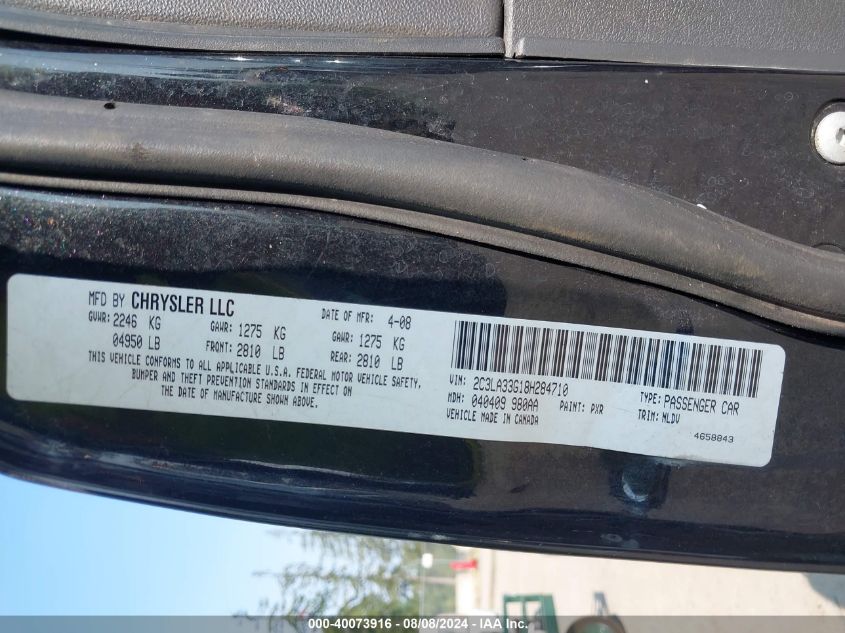 MFD BY CHRYSLER LLC
DATE OF MFR: 4-08
GVWR: 2246 KG
04950 LB
GAWR: 1275 KG
FRONT: 2810 LB
GAWR: 1275 KG
REAR: 2810 LB
THIS VEHICLE CONFORMS TO ALL APPLICABLE U.S.A. FEDERAL MOTOR VEHICLE SAFETY,
BUMPER AND THEFT PREVENTION STANDARDS IN EFFECT ON
THE DATE OF MANUFACTURE SHOWN ABOVE.
VIN: 2C3LA33G18H284710
TYPE: PASSENGER CAR
MDH: 040409 980AA
PAINT: PXR
TRIM: NLDV
VEHICLE MADE IN CANADA
4658843
000-40073916 - 08/08/2024 - IAA Inc.